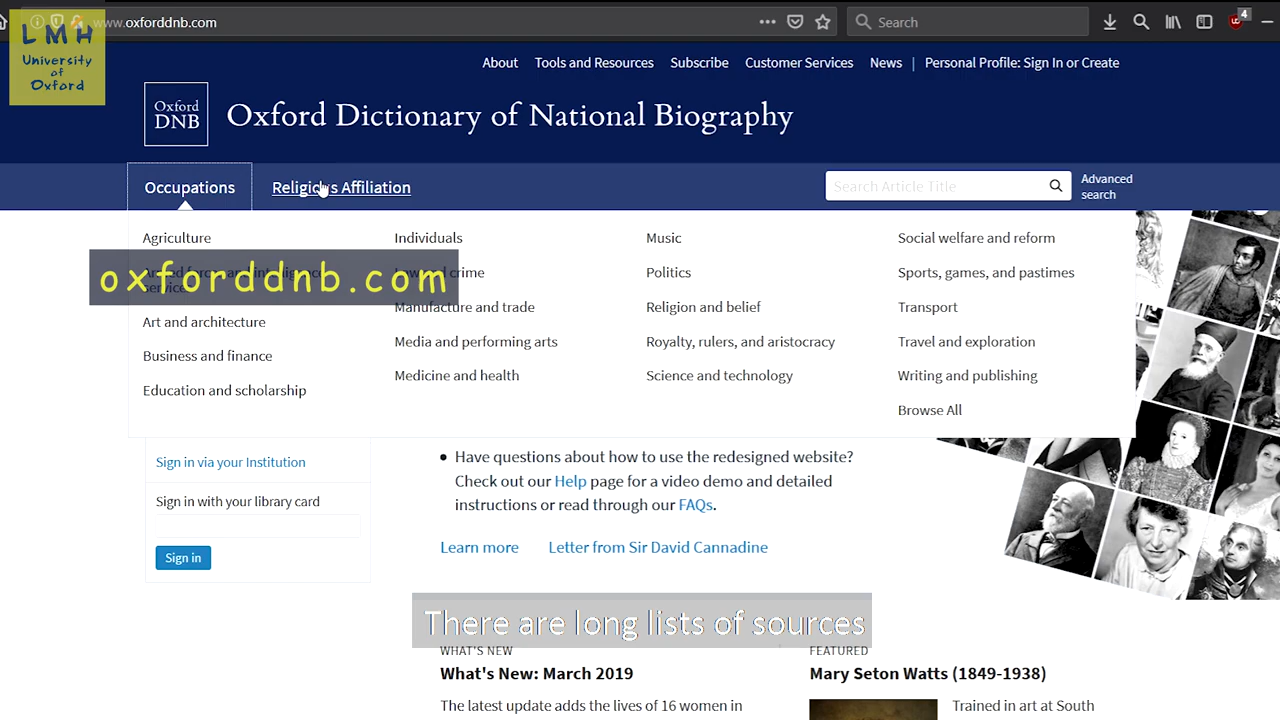 www.oxforddnb.com
Search
4
LMH
University
of
Oxford
About Tools and Resources Subscribe Customer Services News | Personal Profile: Sign In or Create
Oxford
DNB
Oxford Dictionary of National Biography
Occupations
Religious Affiliation
Search Article Title
Advanced
search
Agriculture
oxforddnb.com
Art and architecture
Business and finance
Education and scholarship
Individuals
crime
Manufacture and trade
Media and performing arts
Medicine and health
Music
Politics
Religion and belief
Royalty, rulers, and aristocracy
Science and technology
Social welfare and reform
Sports, games, and pastimes
Transport
Travel and exploration
Writing and publishing
Browse All
Sign in via your Institution
Sign in with your library card
Sign in
• Have questions about how to use the redesigned website?
Check out our Help page for a video demo and detailed
instructions or read through our FAQs.
Learn more Letter from Sir David Cannadine
There are long lists of sources
WHAT'S NEW
What's New: March 2019
The latest update adds the lives of 16 women in
FEATURED
Mary Seton Watts (1849-1938)
Trained in art at South